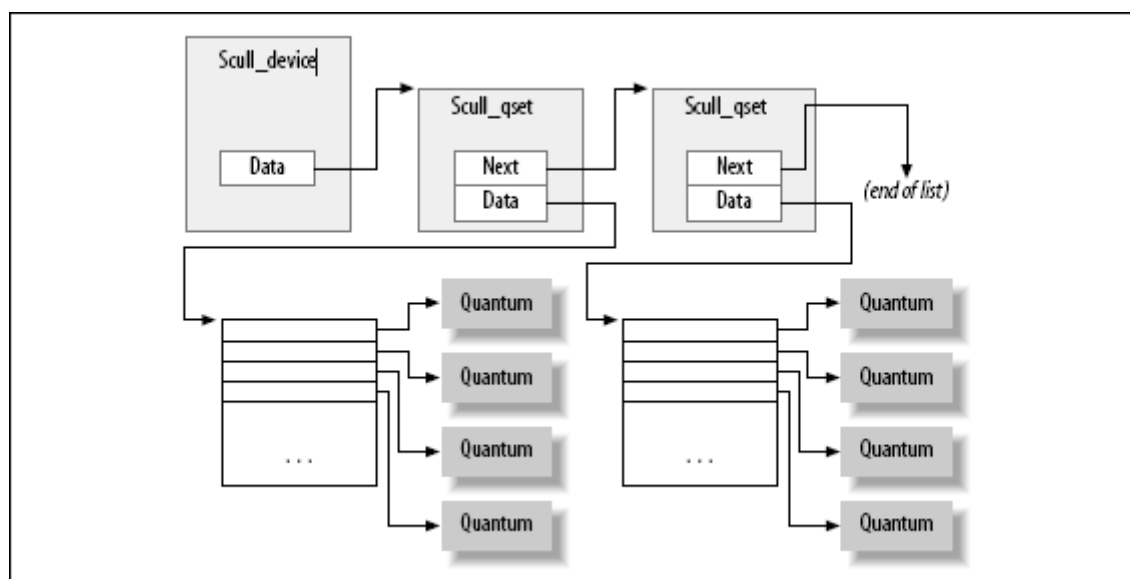 Scull_device
Scull_qset
Scull_qset
Data
Next
Next
Data
Data
(end of list)
Quantum
Quantum
Quantum
Quantum
Quantum
Quantum
Quantum
Quantum
. . .
. . .